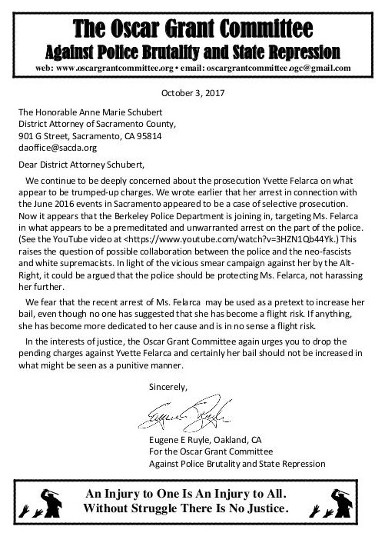 The Oscar Grant Committee
Against Police Brutality and State Repression
web: www.oscargrantcommittee.org • email: oscargrantcommittee.ogc@gmail.com
October 3, 2017
The Honorable Anne Marie Schubert
District Attorney of Sacramento County,
901 G Street, Sacramento, CA 95814
daoffice@sacda.org
Dear District Attorney Schubert,
We continue to be deeply concerned about the prosecution Yvette Felarca on what
appear to be trumped-up charges. We wrote earlier that her arrest in connection with
the June 2016 events in Sacramento appeared to be a case of selective prosecution.
Now it appears that the Berkeley Police Department is joining in, targeting Ms. Felarca
in what appears to be a premeditated and unwarranted arrest on the part of the police.
(See the YouTube video at <https://www.youtube.com/watch?v=3HZN1Qb44Yk.) This
raises the question of possible collaboration between the police and the neo-fascists
and white supremacists. In light of the vicious smear campaign against her by the Alt-
Right, it could be argued that the police should be protecting Ms. Felarca, not harassing
her further.
We fear that the recent arrest of Ms. Felarca may be used as a pretext to increase her
bail, even though no one has suggested that she has become a flight risk. If anything,
she has become more dedicated to her cause and is in no sense a flight risk.
In the interests of justice, the Oscar Grant Committee again urges you to drop the
pending charges against Yvette Felarca and certainly her bail should not be increased in
what might be seen as a punitive manner.
Sincerely,
Eugene E Ruyle
Eugene E Ruyle, Oakland, CA
For the Oscar Grant Committee
Against Police Brutality and State Repression
An Injury to One Is An Injury to All.
Without Struggle There Is No Justice.